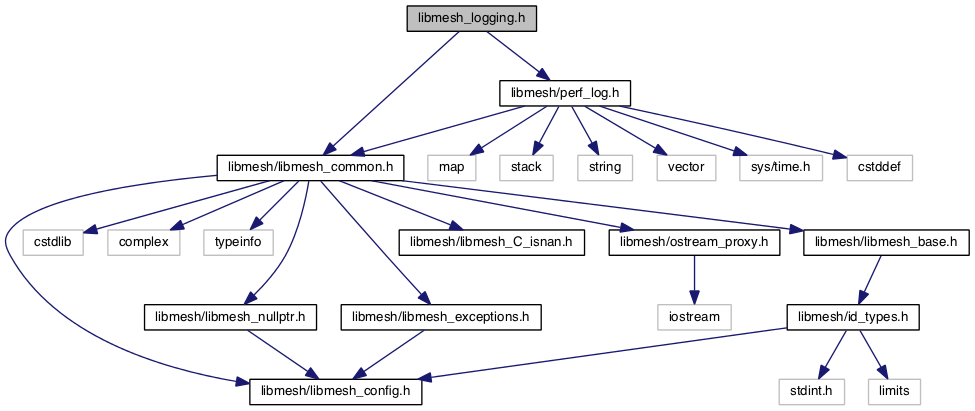 libmesh_logging.h
libmesh/perf_log.h
libmesh/libmesh_common.h
map
stack
string
vector
sys/time.h
cstddef
cstdlib
complex
typeinfo
libmesh/libmesh_C_isnan.h
libmesh/ostream_proxy.h
libmesh/libmesh_base.h
libmesh/libmesh_nullptr.h
libmesh/libmesh_exceptions.h
iostream
libmesh/id_types.h
libmesh/libmesh_config.h
stdint.h
limits